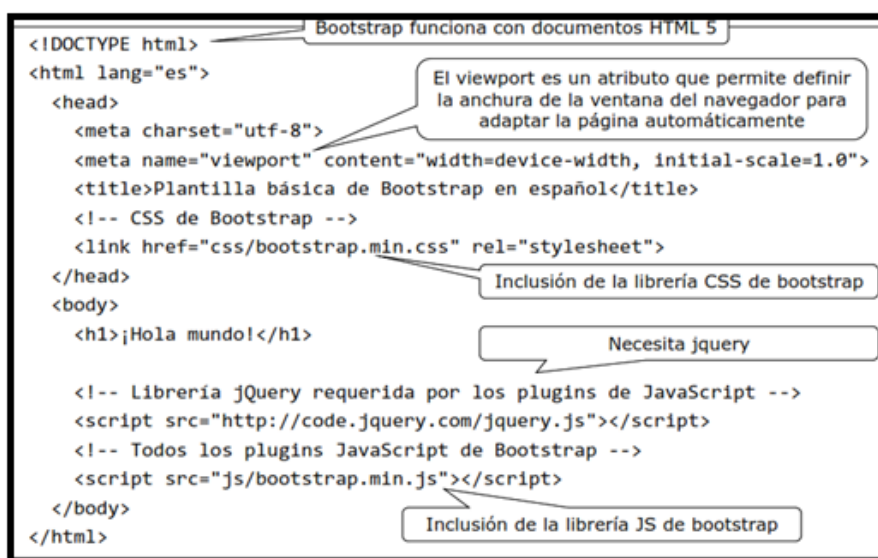 Bootstrap funciona con documentos HTML 5
<!DOCTYPE html>
<html lang="es">
El viewport es un atributo que permite definir
la anchura de la ventana del navegador para
adaptar la página automáticamente
<head>
<meta charset="utf-8">
<meta name="viewport" content="width=device-width, initial-scale=1.0">
<title>Plantilla básica de Bootstrap en español</title>
<!-- CSS de Bootstrap -->
<link href="css/bootstrap.min.css" rel="stylesheet">
</head>
Inclusión de la librería CSS de bootstrap
<body>
<h1>¡Hola mundo!</h1>
Necesita jquery
<!-- Librería jQuery requerida por los plugins de JavaScript -->
<script src="http://code.jquery.com/jquery.js"></script>
<!-- Todos los plugins JavaScript de Bootstrap -->
<script src="js/bootstrap.min.js"></script>
</body>
Inclusión de la librería JS de bootstrap
</html>